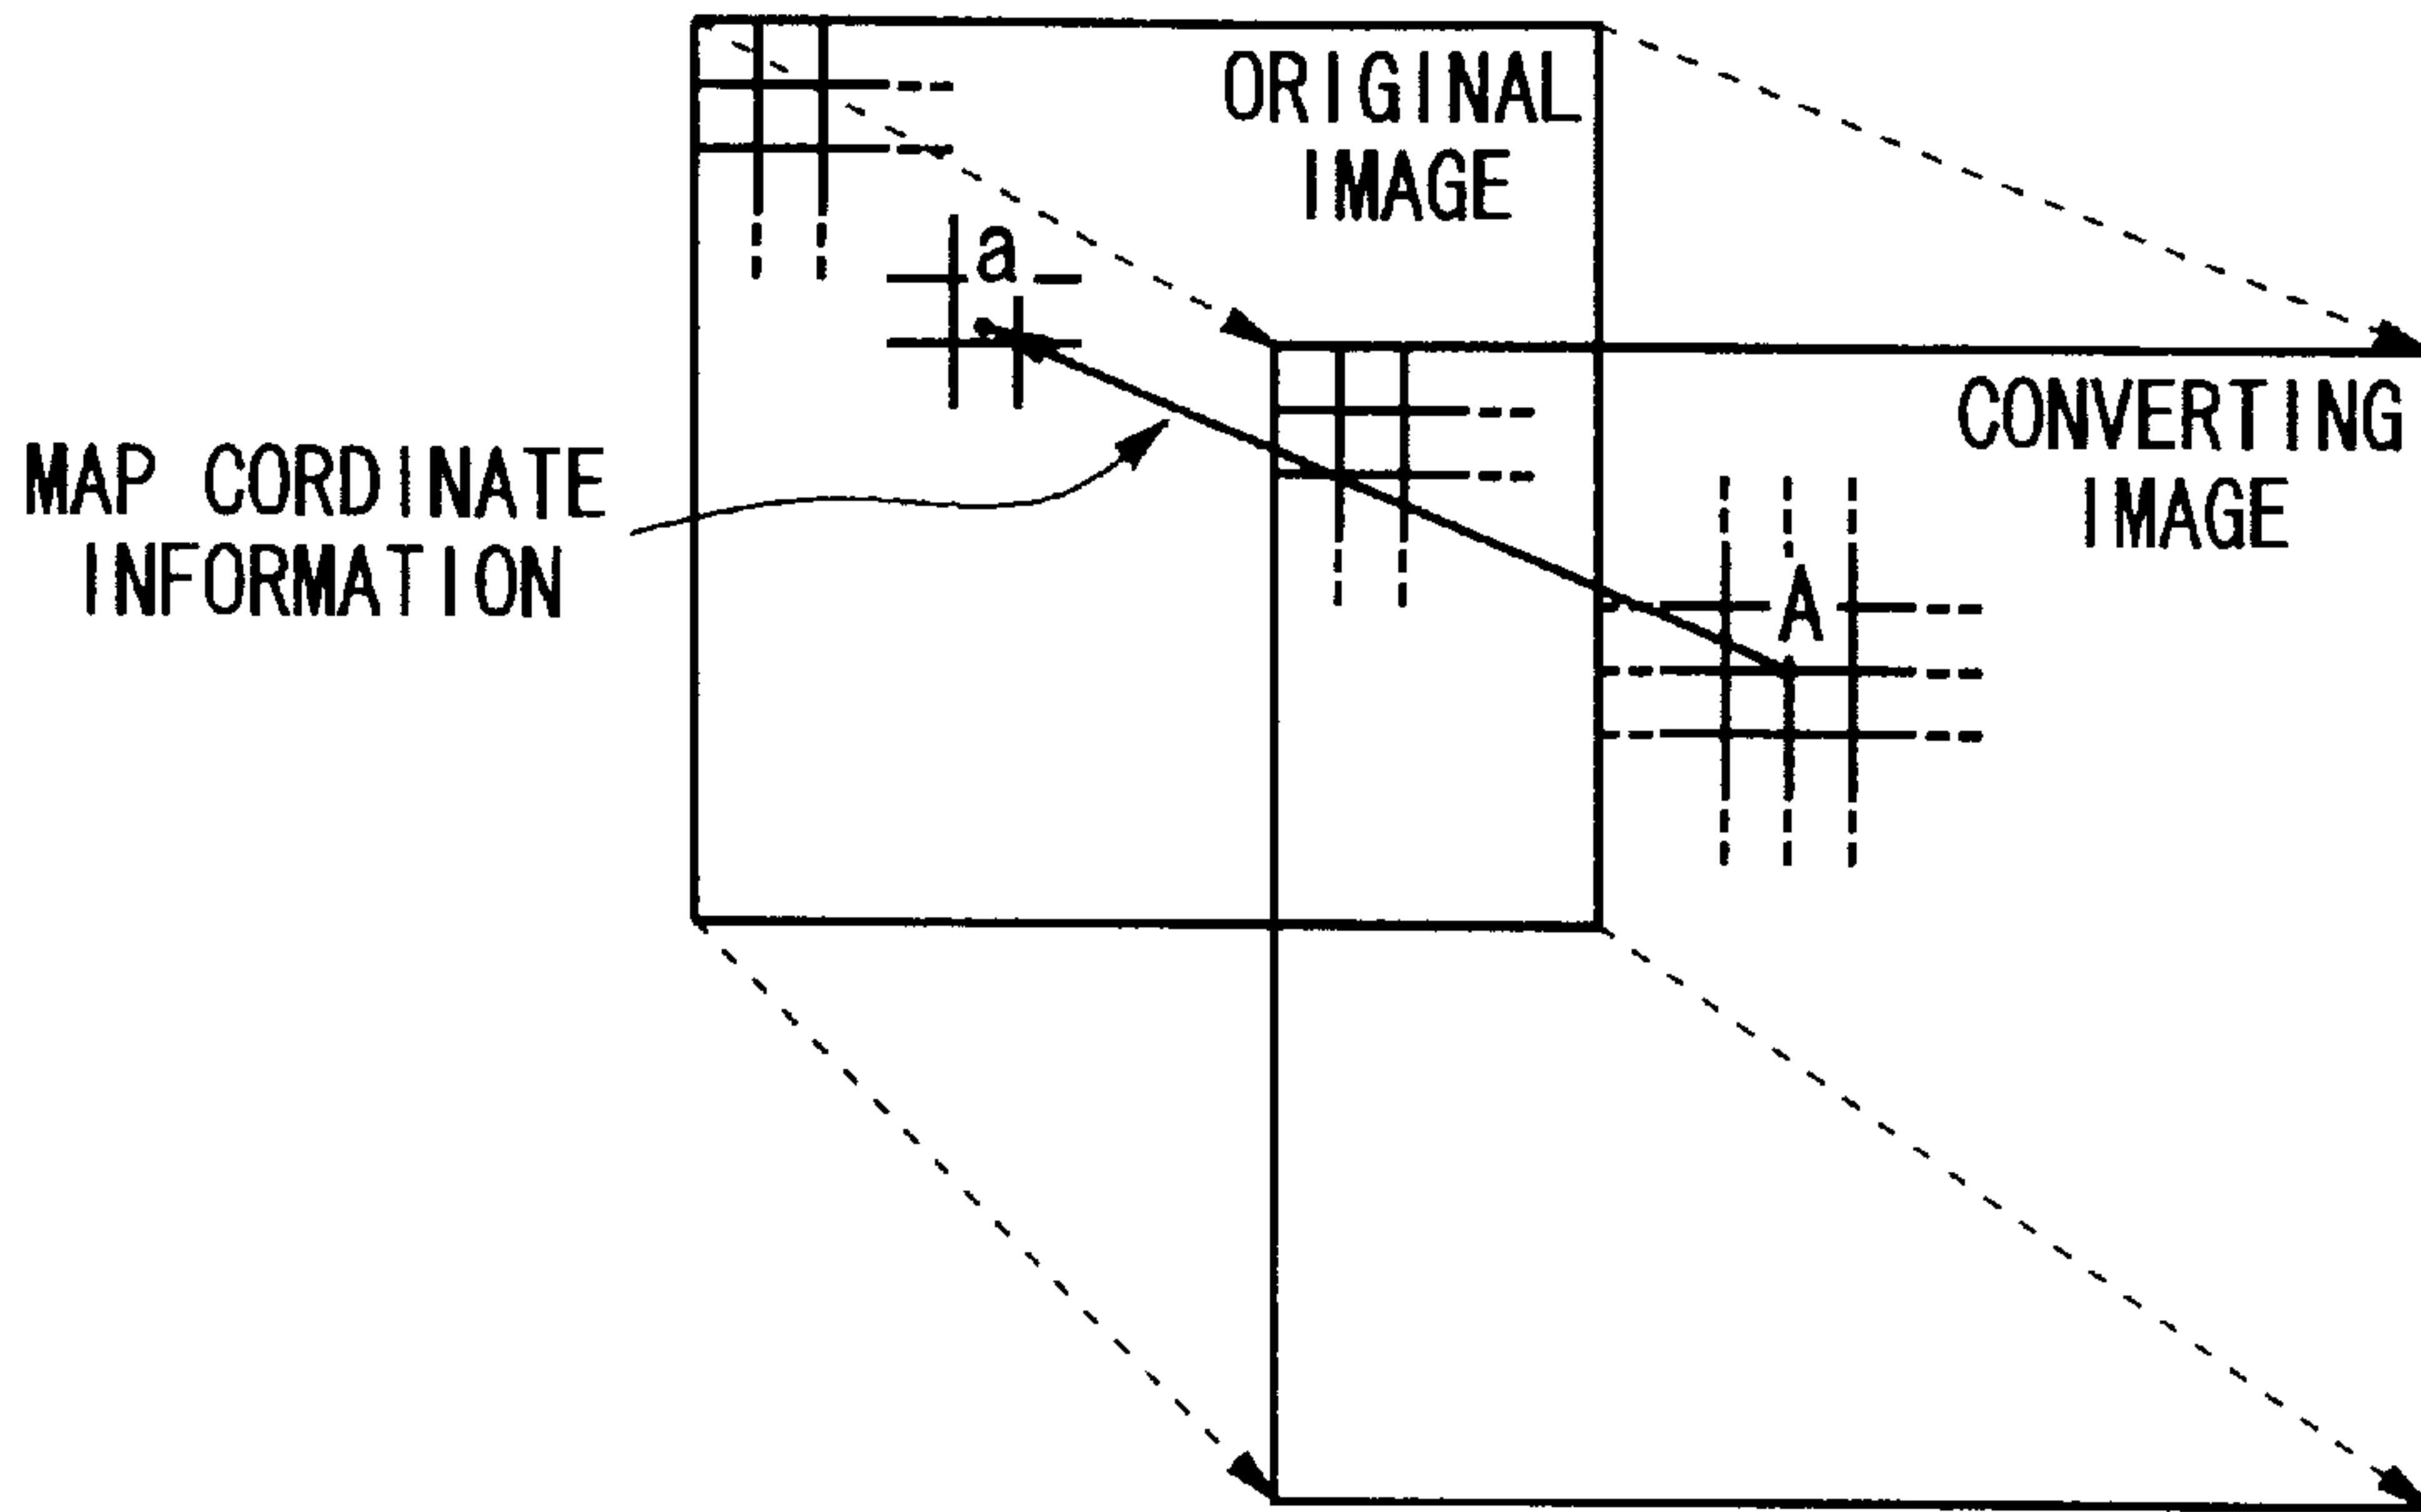 ORIGINAL
IMAGE
a
MAP CORDINATE
INFORMATION
CONVERTING
IMAGE
A